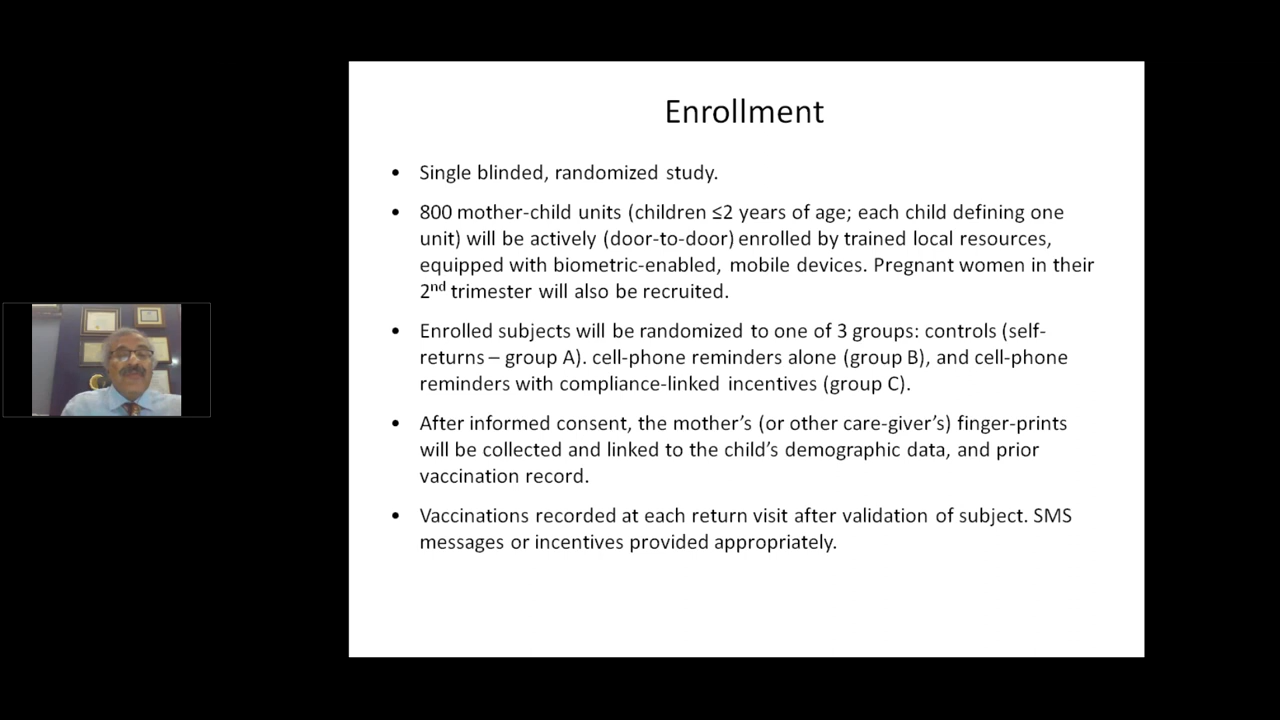 Enrollment
• Single blinded, randomized study.
• 800 mother-child units (children ≤2 years of age; each child defining one
unit) will be actively (door-to-door) enrolled by trained local resources,
equipped with biometric-enabled, mobile devices. Pregnant women in their
2nd trimester will also be recruited.
• Enrolled subjects will be randomized to one of 3 groups: controls (self-
returns – group A). cell-phone reminders alone (group B), and cell-phone
reminders with compliance-linked incentives (group C).
• After informed consent, the mother’s (or other care-giver’s) finger-prints
will be collected and linked to the child’s demographic data, and prior
vaccination record.
• Vaccinations recorded at each return visit after validation of subject. SMS
messages or incentives provided appropriately.